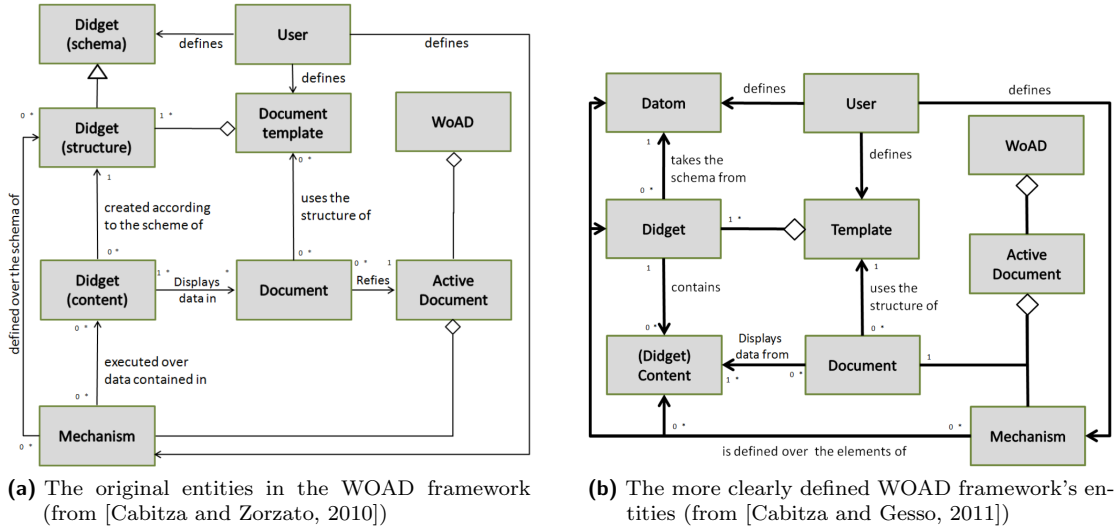 Didget
(schema)
defines
User
defines
defines
0 *
Didget
(structure)
1 *
Document
template
WoAD
0 *
1
created according
to the scheme of
uses the
structure of
defined over the schema of
0 *
0 *
Didget
(content)
1 *
*
Displays
data in
Document
0 *
1
Refies
Active
Document
0 *
executed over
data contained in
0 *
0 *
Mechanism
(a) The original entities in the WOAD framework
(from [Cabitza and Zorzato, 2010])
Datom
defines
User
defines
1
takes the
schema from
defines
WoAD
0 *
Didget
1 *
Template
Active
Document
1
contains
1
uses the
structure of
0 *
0 *
(Didget)
Content
Displays
data from
1 *
0 *
Document
1
0 *
0 *
Mechanism
is defined over the elements of
(b) The more clearly defined WOAD framework's en-
tities (from [Cabitza and Gesso, 2011])